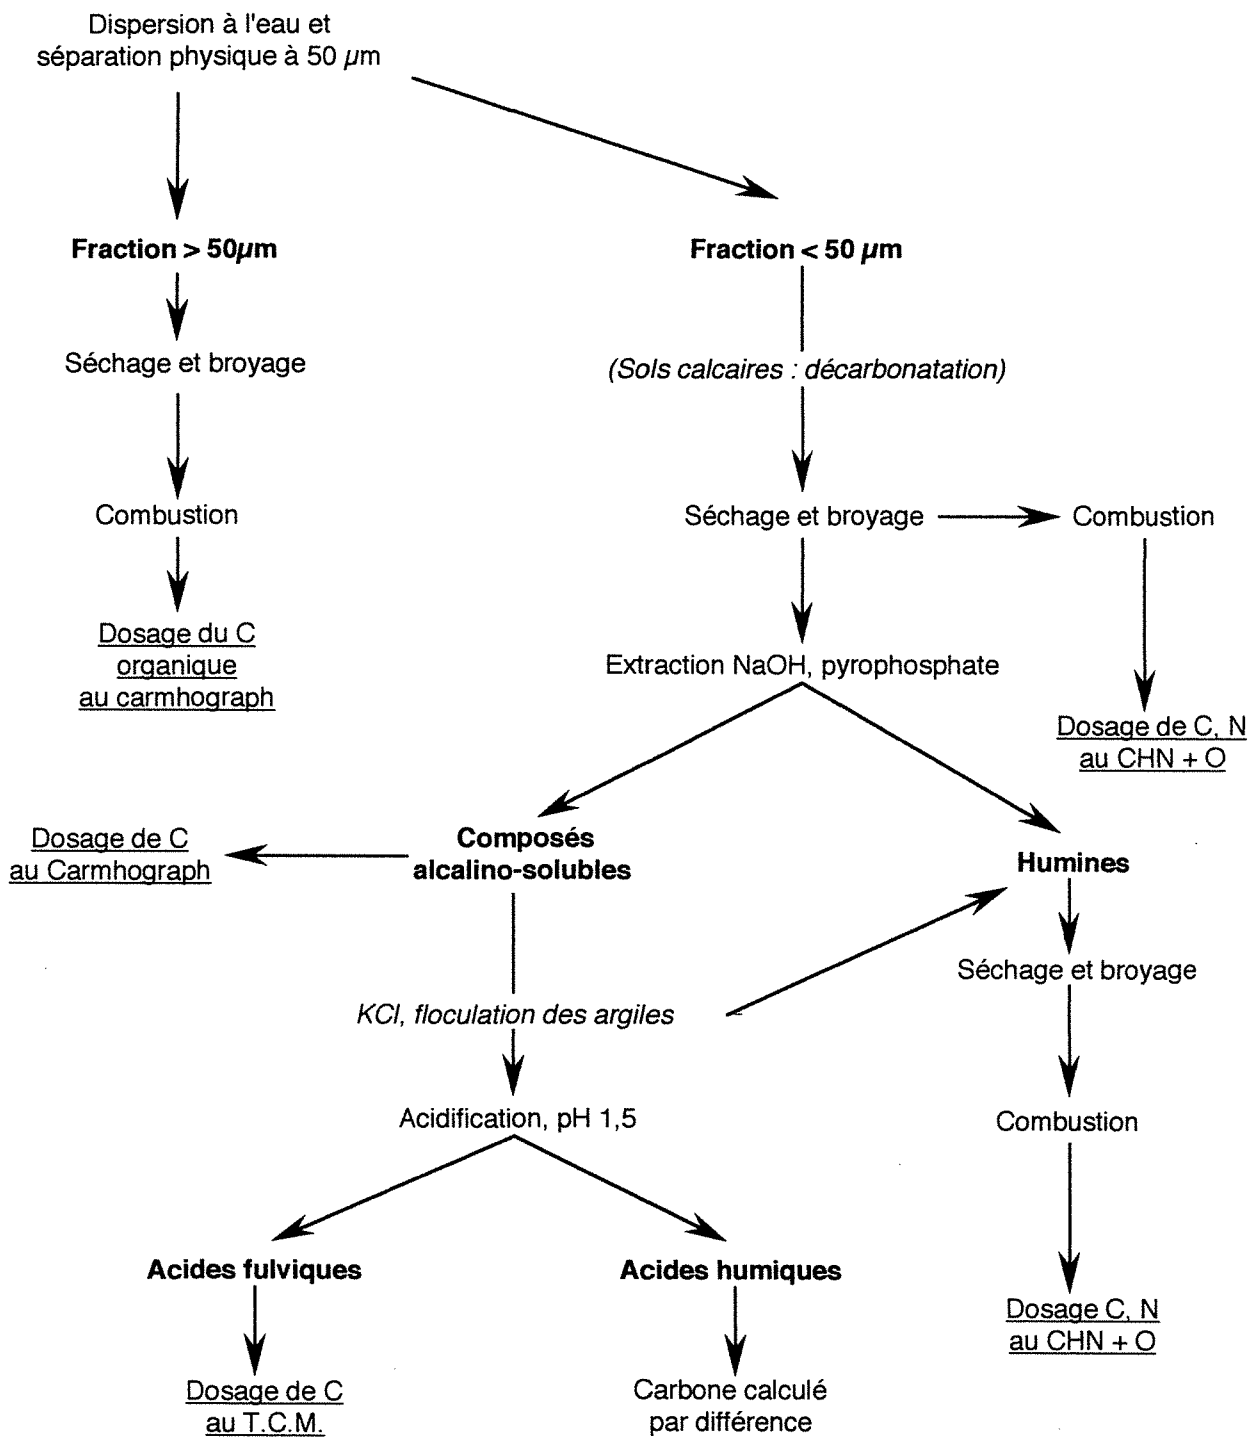 Dispersion à l'eau et
séparation physique à 50 µm
Fraction > 50µm
Fraction < 50 µm
Séchage et broyage
(Sols calcaires : décarbonatation)
Combustion
Séchage et broyage
Combustion
Dosage du C
organique
au carmhograph
Extraction NaOH, pyrophosphate
Dosage de C, N
au CHN + O
Dosage de C
au Carmhograph
Composés
alcalino-solubles
Humines
Séchage et broyage
KCl, floculation des argiles
Acidification, pH 1,5
Combustion
Acides fulviques
Acides humiques
Dosage C, N
au CHN + O
Dosage de C
au T.C.M.
Carbone calculé
par différence